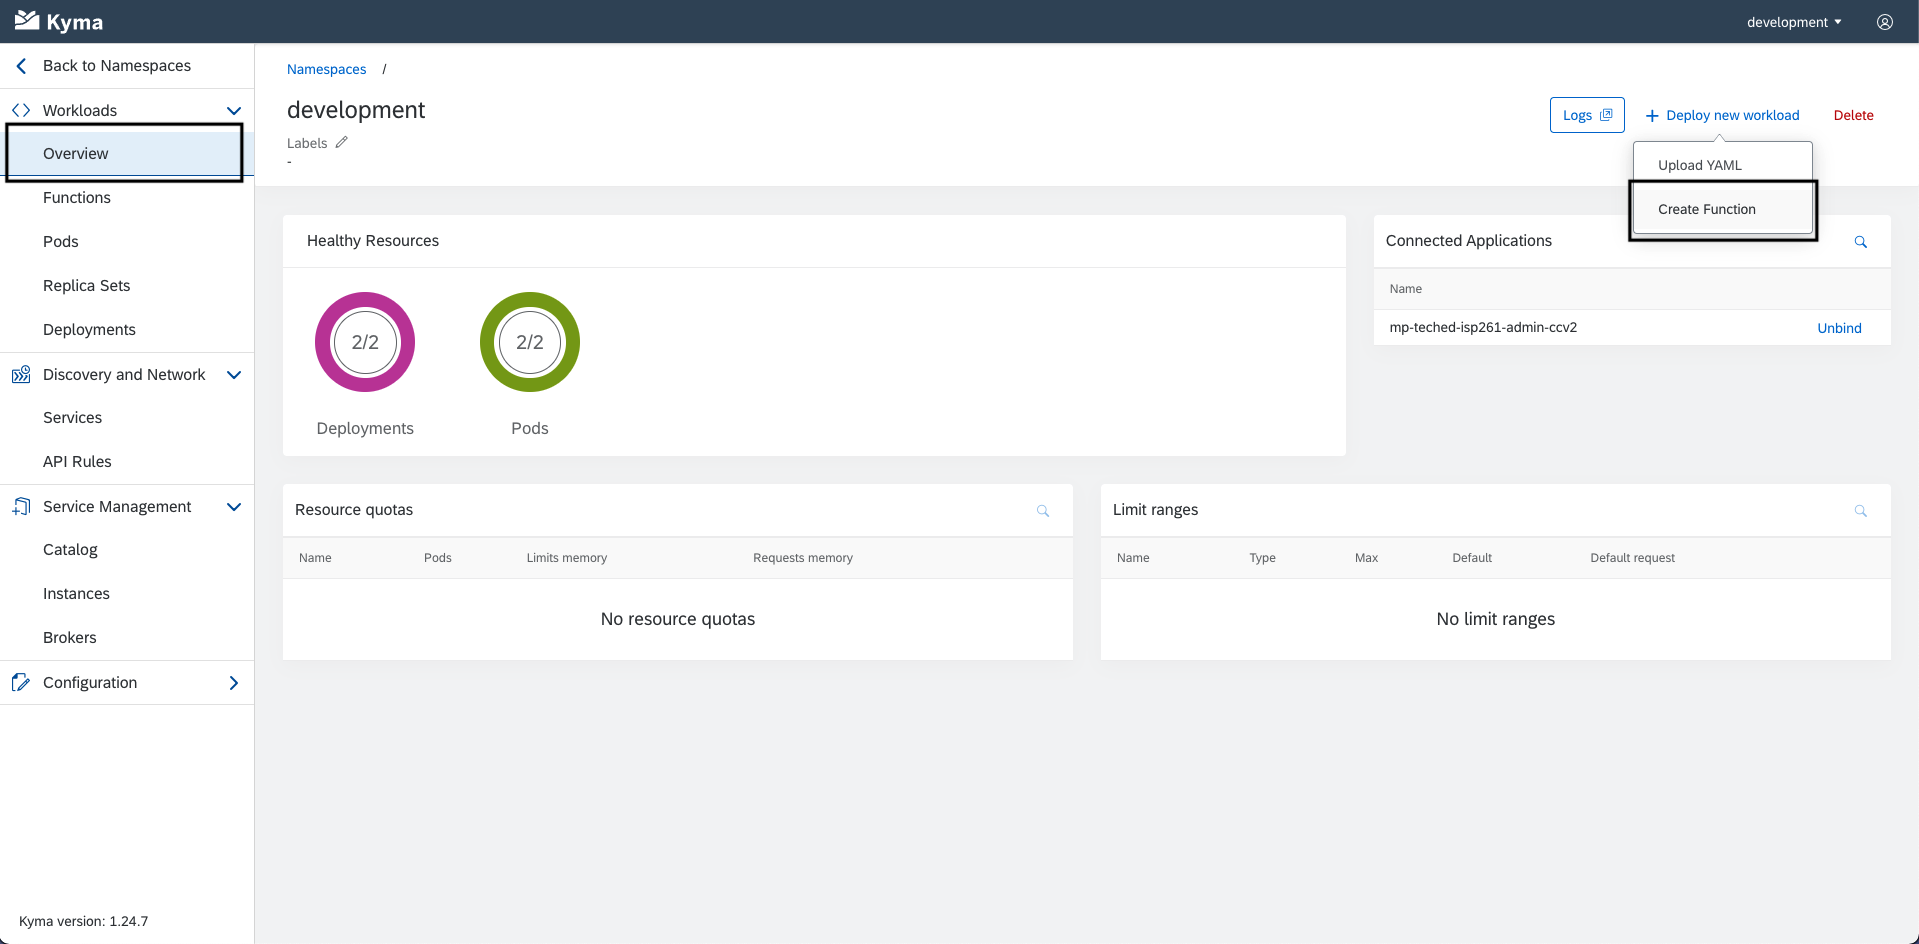 Kyma
development
Back to Namespaces
Workloads
Overview
Functions
Pods
Replica Sets
Deployments
Discovery and Network
Services
API Rules
Service Management
Catalog
Instances
Brokers
Configuration
Kyma version: 1.24.7
Namespaces /
development
Labels
-
Logs
+ Deploy new workload
Delete
Upload YAML
Create Function
Healthy Resources
2/2
2/2
Deployments
Pods
Connected Applications
Name
mp-teched-isp261-admin-ccv2 Unbind
Resource quotas
Name Pods Limits memory Requests memory
No resource quotas
Limit ranges
Name Type Max Default Default request
No limit ranges